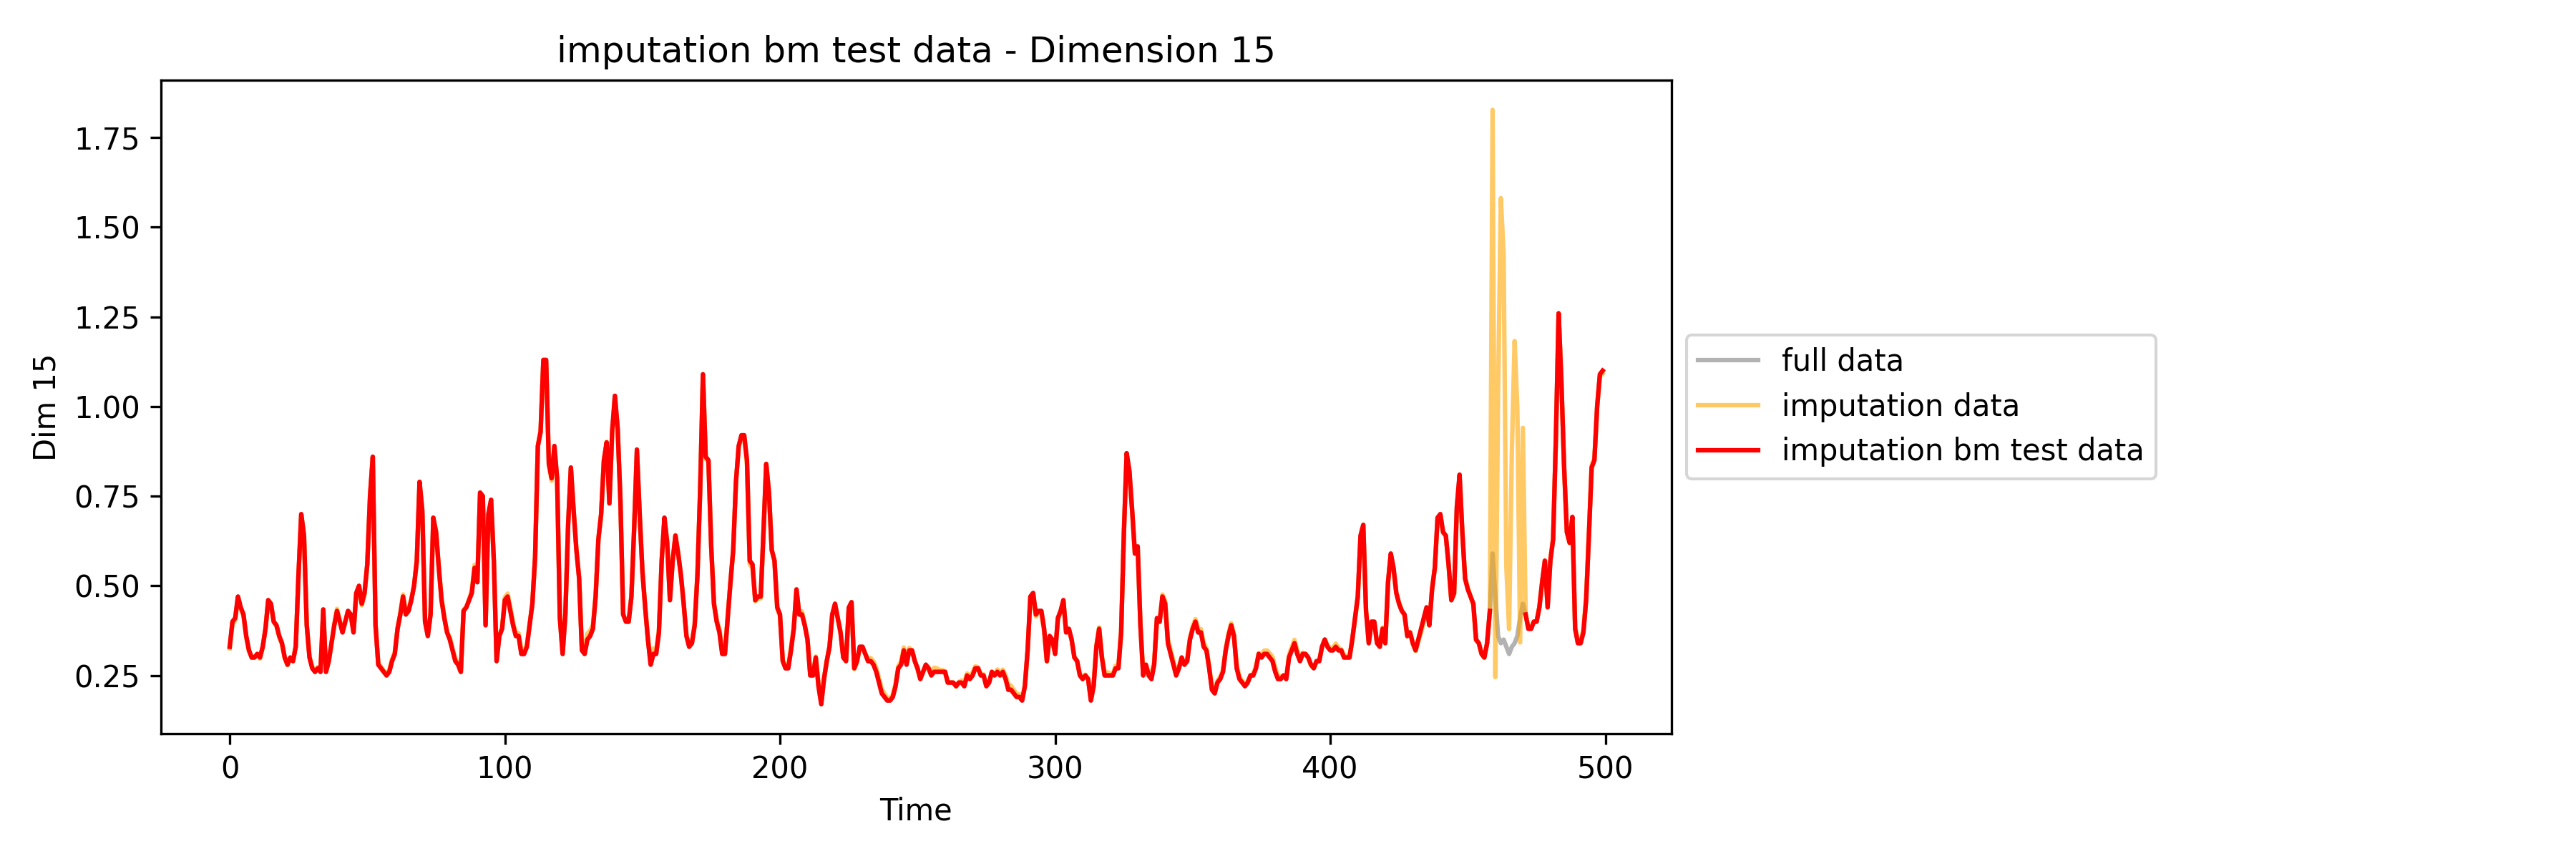 imputation bm test data - Dimension 15
1.75
1.50
1.25
1.00
0.75
0.50
0.25
Dim 15
0
100
200
300
400
500
Time
full data
imputation data
imputation bm test data